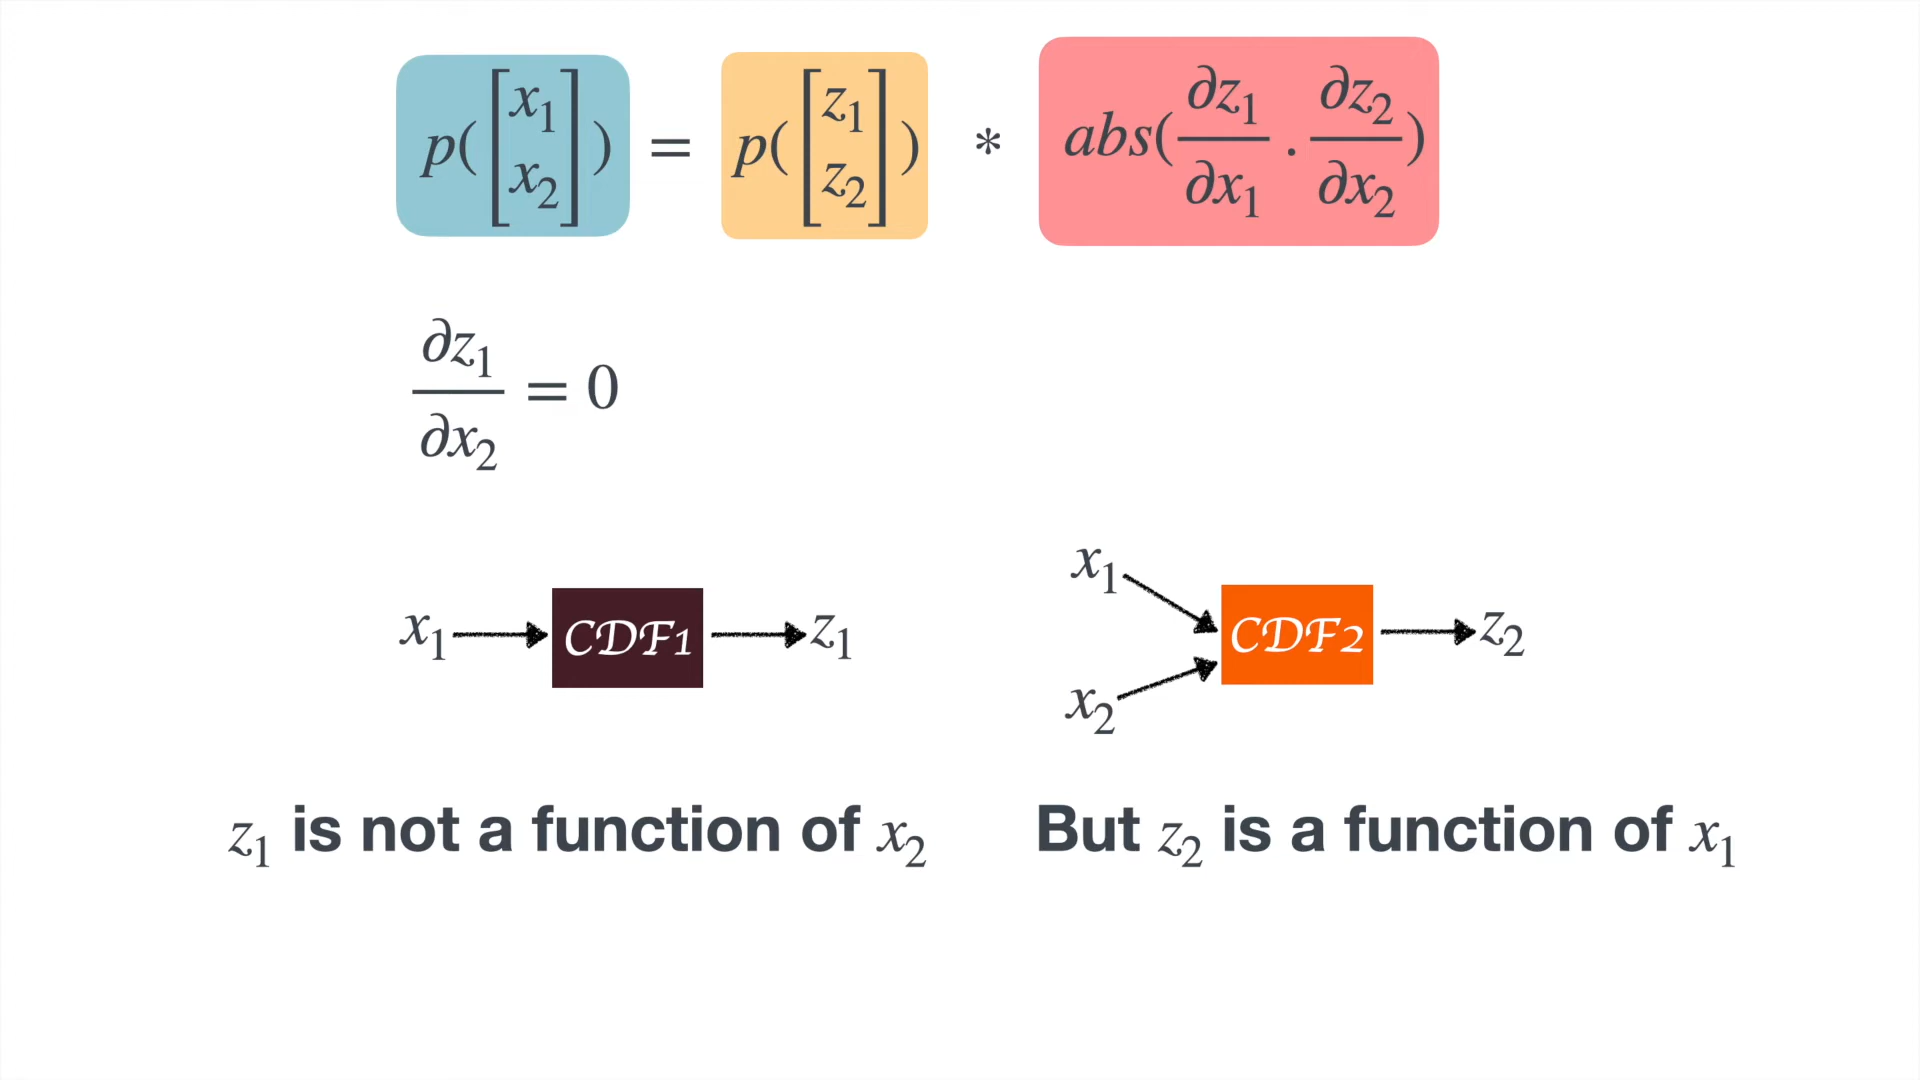 p([x₁ x₂]) = p([z₁ z₂]) * abs(∂z₁/∂x₁ . ∂z₂/∂x₂)
∂z₁/∂x₂ = 0
x₁ CDF1 z₁
x₁ x₂ CDF2 z₂
z₁ is not a function of x₂
But z₂ is a function of x₁